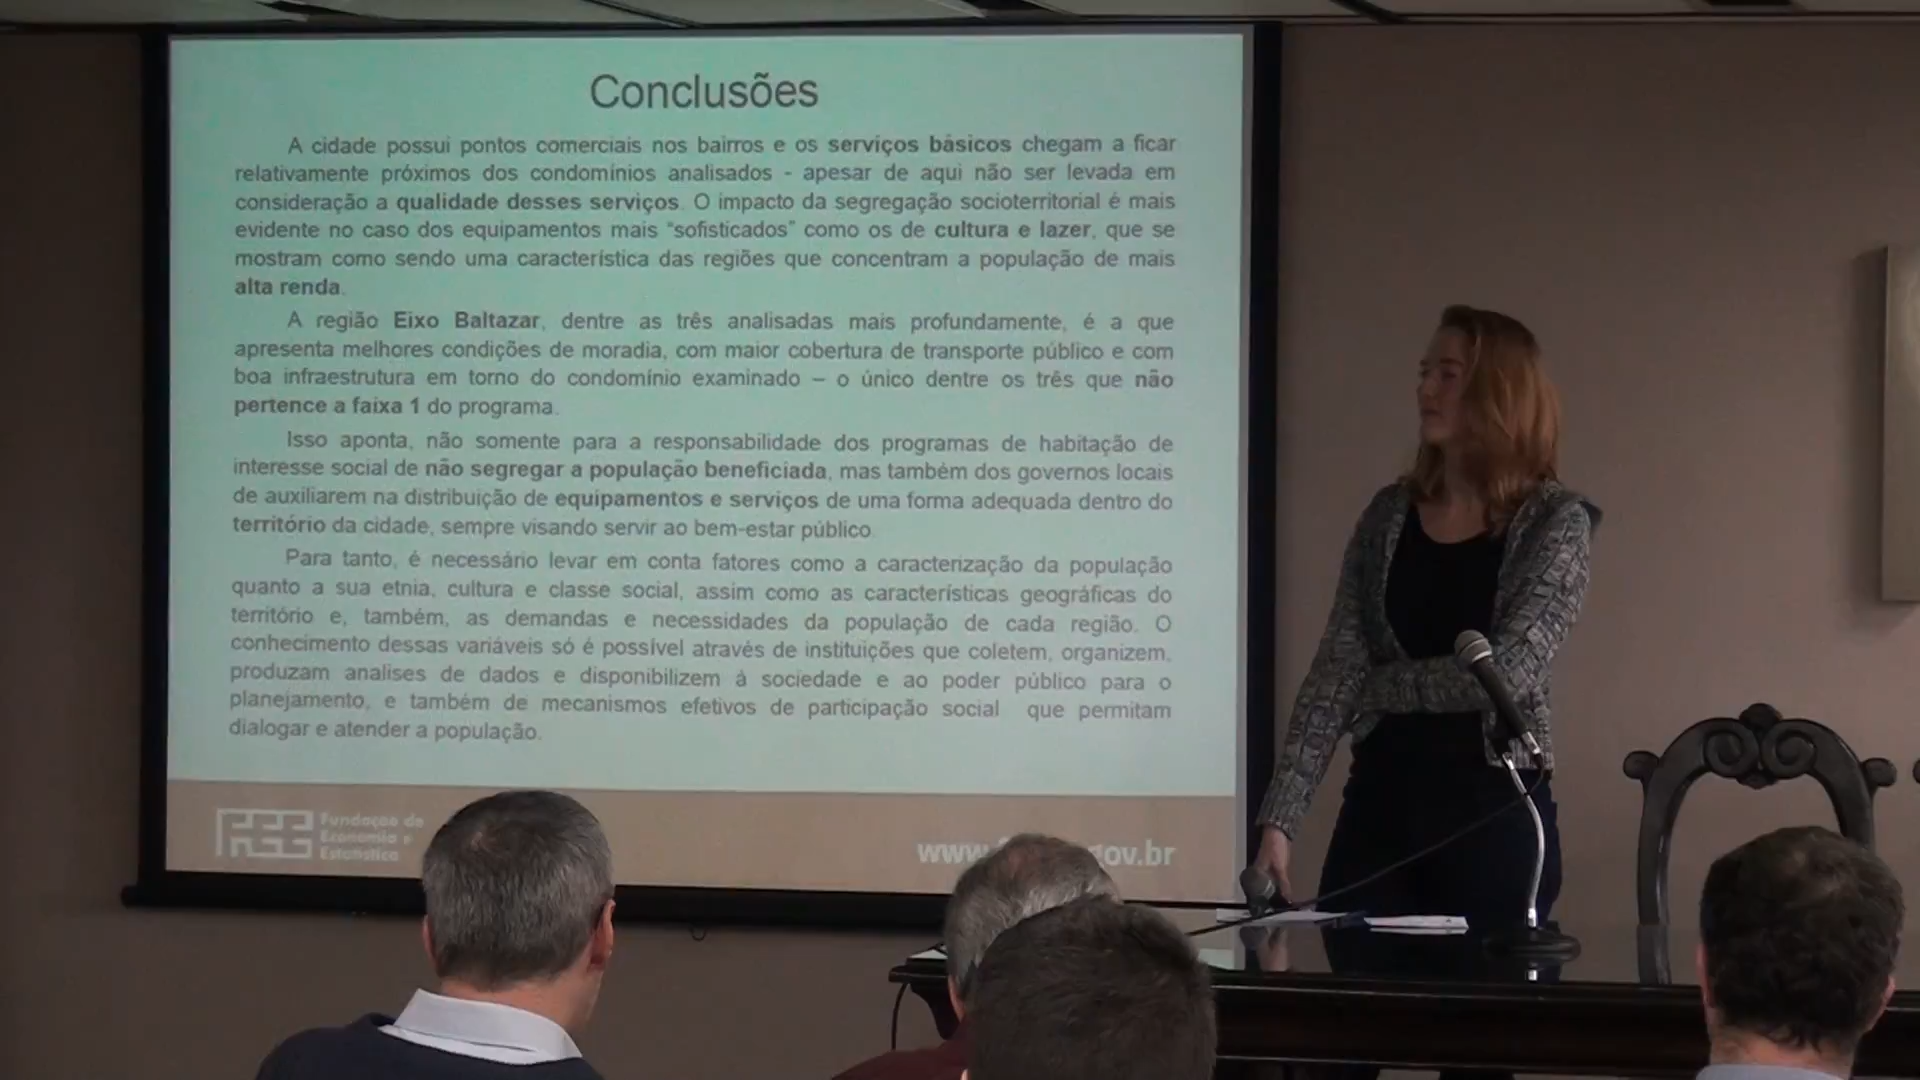 Conclusões
A cidade possui pontos comerciais nos bairros e os serviços básicos chegam a ficar
relativamente próximos dos condomínios analisados - apesar de aqui não ser levada em
consideração a qualidade desses serviços. O impacto da segregação socioterritorial é mais
evidente no caso dos equipamentos mais “sofisticados” como os de cultura e lazer, que se
mostram como sendo uma característica das regiões que concentram a população de mais
alta renda.
A região Eixo Baltazar, dentre as três analisadas mais profundamente, é a que
apresenta melhores condições de moradia, com maior cobertura de transporte público e com
boa infraestrutura em torno do condomínio examinado – o único dentre os três que não
pertence a faixa 1 do programa.
Isso aponta, não somente para a responsabilidade dos programas de habitação de
interesse social de não segregar a população beneficiada, mas também dos governos locais
de auxiliarem na distribuição de equipamentos e serviços de uma forma adequada dentro do
território da cidade, sempre visando servir ao bem-estar público.
Para tanto, é necessário levar em conta fatores como a caracterização da população
quanto a sua etnia, cultura e classe social, assim como as características geográficas do
território e, também, as demandas e necessidades da população de cada região. O
conhecimento dessas variáveis só é possível através de instituições que coletem, organizem,
produzam analises de dados e disponibilizem à sociedade e ao poder público para o
planejamento, e também de mecanismos efetivos de participação social que permitam
dialogar e atender a população.
FEE Fundação de
Economia e
Estatística
www. gov.br